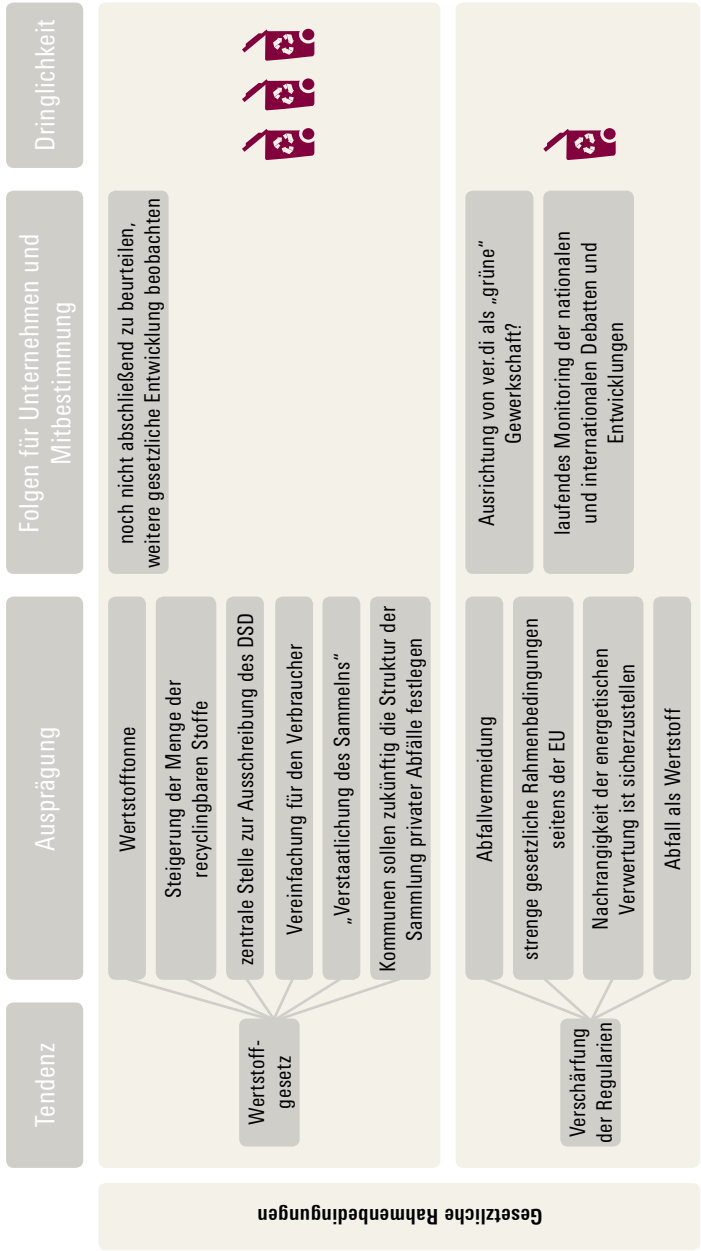 Gesetzliche Rahmenbedingungen
Tendenz
Ausprägung
Folgen für Unternehmen und
Mitbestimmung
Dringlichkeit
Wertstoff-
gesetz
Wertstofftonne
Steigerung der Menge der
recyclingbaren Stoffe
zentrale Stelle zur Ausschreibung des DSD
Vereinfachung für den Verbraucher
„Verstaatlichung des Sammelns“
Kommunen sollen zukünftig die Struktur der
Sammlung privater Abfälle festlegen
noch nicht abschließend zu beurteilen,
weitere gesetzliche Entwicklung beobachten
Verschärfung
der Regularien
Abfallvermeidung
strenge gesetzliche Rahmenbedingungen
seitens der EU
Nachrangigkeit der energetischen
Verwertung ist sicherzustellen
Abfall als Wertstoff
Ausrichtung von ver.di als „grüne“
Gewerkschaft?
laufendes Monitoring der nationalen
und internationalen Debatten und
Entwicklungen